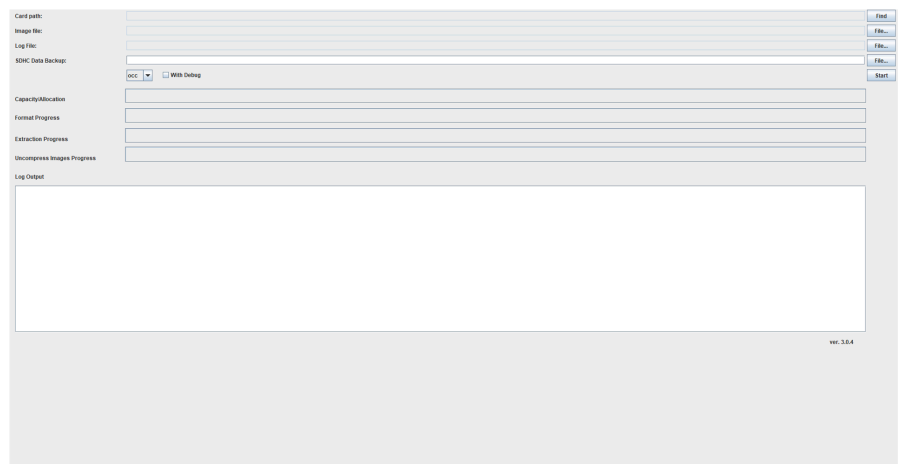 Card path: Find
Image file: File...
Log File: File...
SDHC Data Backup: File...
occ With Debug Start
Capacity/Allocation
Format Progress
Extraction Progress
Uncompress Images Progress
Log Output
ver. 3.0.4